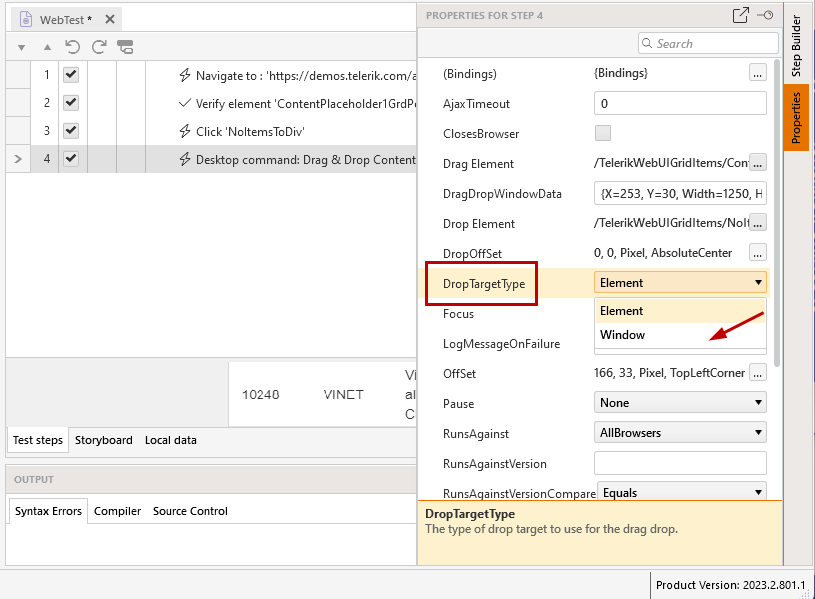 WebTest *
1 Navigate to : 'https://demos.telerik.com/a
2 Verify element 'ContentPlaceholder1GrdP
3 Click 'NoItemsToDiv'
4 Desktop command: Drag & Drop Content
10248 VINET Vi
al
C
Test steps Storyboard Local data
OUTPUT
Syntax Errors Compiler Source Control
PROPERTIES FOR STEP 4
Search
(Bindings) {Bindings} ...
AjaxTimeout 0
ClosesBrowser
Drag Element /TelerikWebUIGridItems/Con ...
DragDropWindowData {X=253, Y=30, Width=1250, H
Drop Element /TelerikWebUIGridItems/NoIt ...
DropOffSet 0, 0, Pixel, AbsoluteCenter ...
DropTargetType Element
Focus Element
Window
LogMessageOnFailure
OffSet 166, 33, Pixel, TopLeftCorner ...
Pause None
RunsAgainst AllBrowsers
RunsAgainstVersion
RunsAgainstVersionCompare Equals
DropTargetType
The type of drop target to use for the drag drop.
Step Builder
Properties
Product Version: 2023.2.801.1